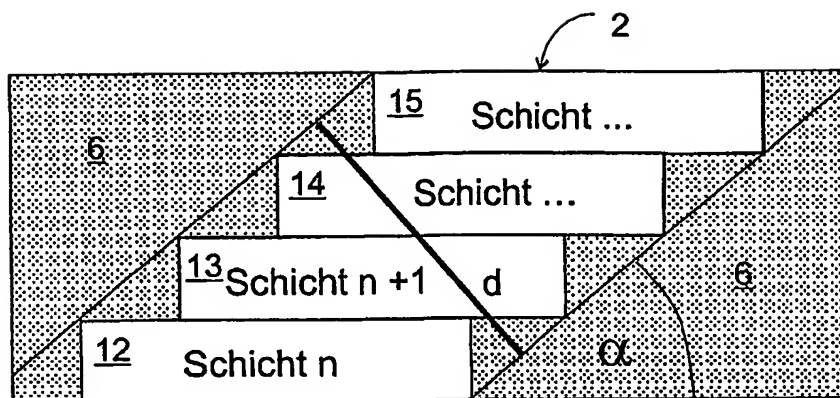 2
15 Schicht ...
6
14 Schicht ...
13 Schicht n +1 d
6
12 Schicht n
α